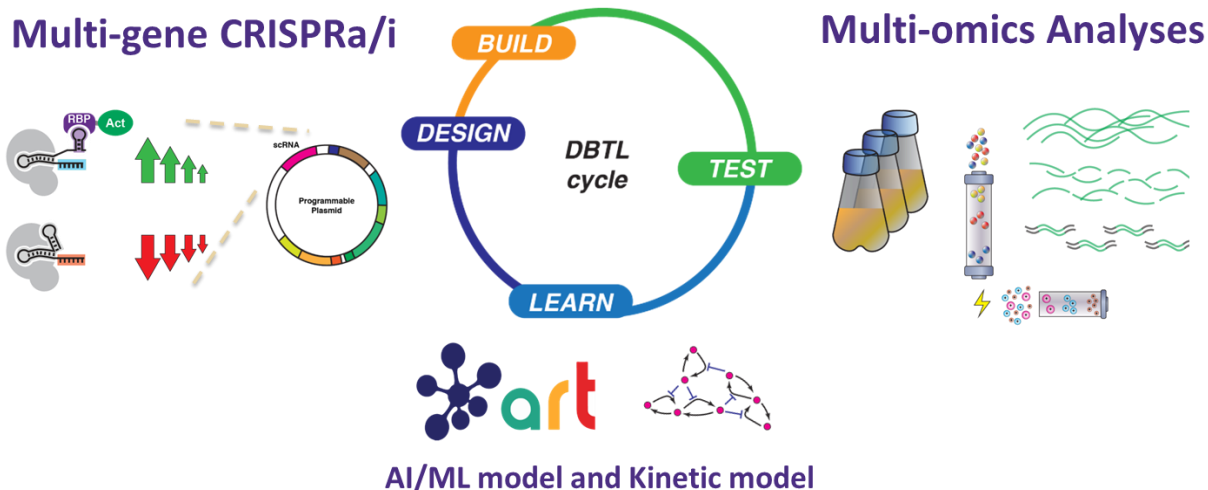 Multi-gene CRISPRa/i
Multi-omics Analyses
BUILD
RBP
Act
DESIGN
scRNA
DBTL
cycle
TEST
Programmable
Plasmid
LEARN
art
AI/ML model and Kinetic model